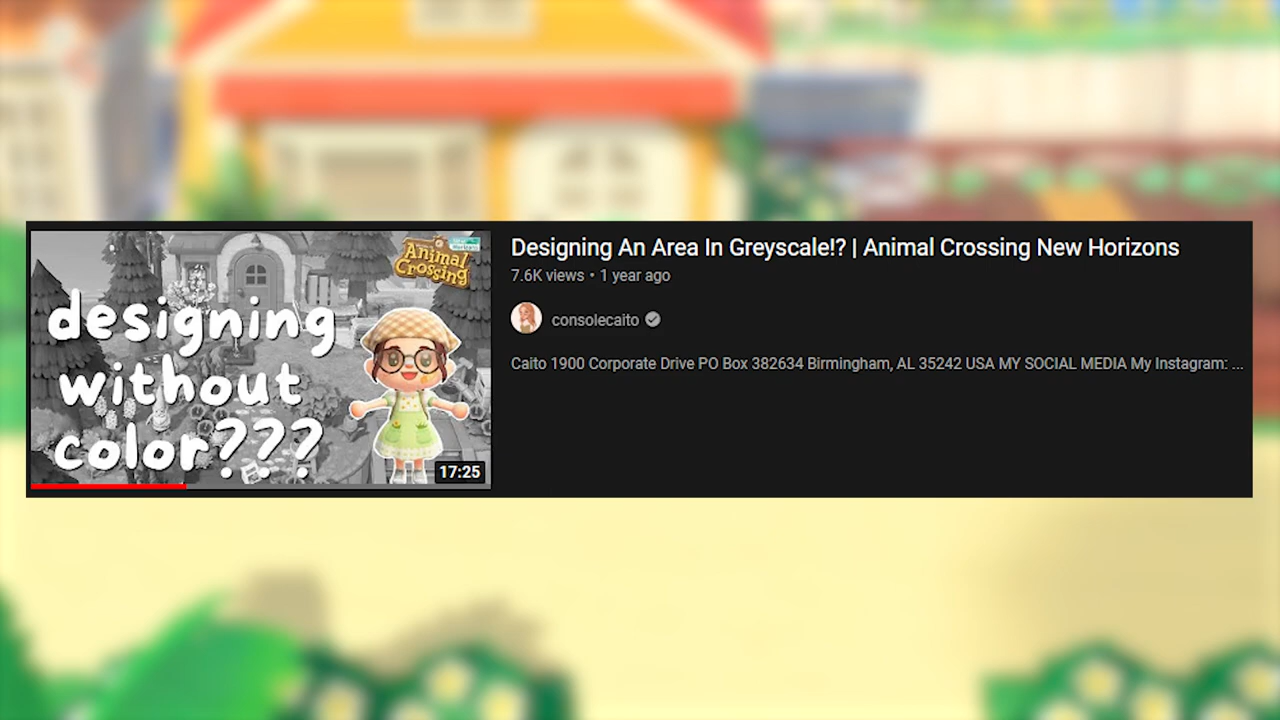 Designing An Area In Greyscale!? | Animal Crossing New Horizons
7.6K views • 1 year ago
consolecaito
Caito 1900 Corporate Drive PO Box 382634 Birmingham, AL 35242 USA MY SOCIAL MEDIA My Instagram: ...
Animal
Crossing
designing
without
color???
17:25